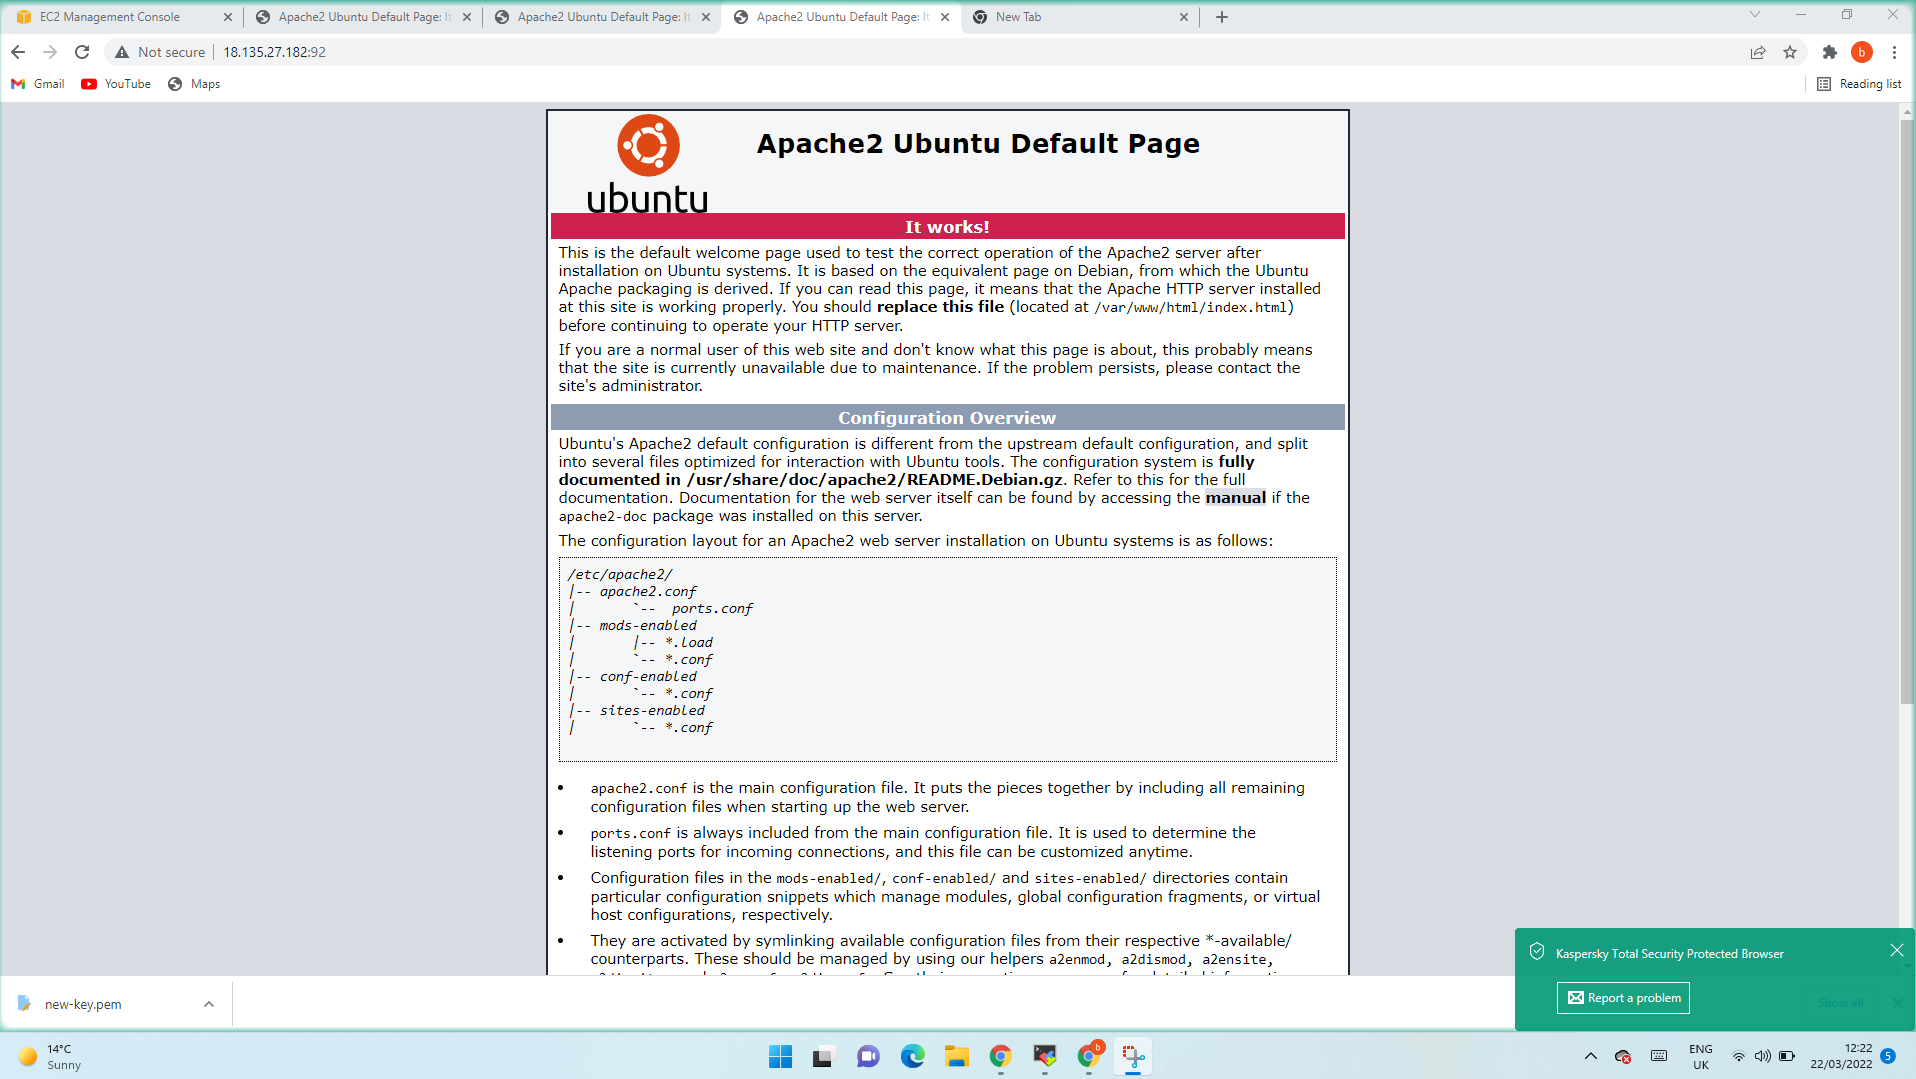 EC2 Management Console
Apache2 Ubuntu Default Page: It
Apache2 Ubuntu Default Page: It
Apache2 Ubuntu Default Page: It
New Tab
Not secure
18.135.27.182:92
b
Gmail
YouTube
Maps
Reading list
ubuntu
Apache2 Ubuntu Default Page
It works!
This is the default welcome page used to test the correct operation of the Apache2 server after
installation on Ubuntu systems. It is based on the equivalent page on Debian, from which the Ubuntu
Apache packaging is derived. If you can read this page, it means that the Apache HTTP server installed
at this site is working properly. You should replace this file (located at /var/www/html/index.html)
before continuing to operate your HTTP server.
If you are a normal user of this web site and don't know what this page is about, this probably means
that the site is currently unavailable due to maintenance. If the problem persists, please contact the
site's administrator.
Configuration Overview
Ubuntu's Apache2 default configuration is different from the upstream default configuration, and split
into several files optimized for interaction with Ubuntu tools. The configuration system is fully
documented in /usr/share/doc/apache2/README.Debian.gz. Refer to this for the full
documentation. Documentation for the web server itself can be found by accessing the manual if the
apache2-doc package was installed on this server.
The configuration layout for an Apache2 web server installation on Ubuntu systems is as follows:
/etc/apache2/
|-- apache2.conf
|       `--  ports.conf
|-- mods-enabled
|       |-- *.load
|       `-- *.conf
|-- conf-enabled
|       `-- *.conf
|-- sites-enabled
|       `-- *.conf
• apache2.conf is the main configuration file. It puts the pieces together by including all remaining
configuration files when starting up the web server.
• ports.conf is always included from the main configuration file. It is used to determine the
listening ports for incoming connections, and this file can be customized anytime.
• Configuration files in the mods-enabled/, conf-enabled/ and sites-enabled/ directories contain
particular configuration snippets which manage modules, global configuration fragments, or virtual
host configurations, respectively.
• They are activated by symlinking available configuration files from their respective *-available/
counterparts. These should be managed by using our helpers a2enmod, a2dismod, a2ensite,
Kaspersky Total Security Protected Browser
Report a problem
Show all
new-key.pem
14°C
Sunny
b
ENG
UK
12:22
22/03/2022
5